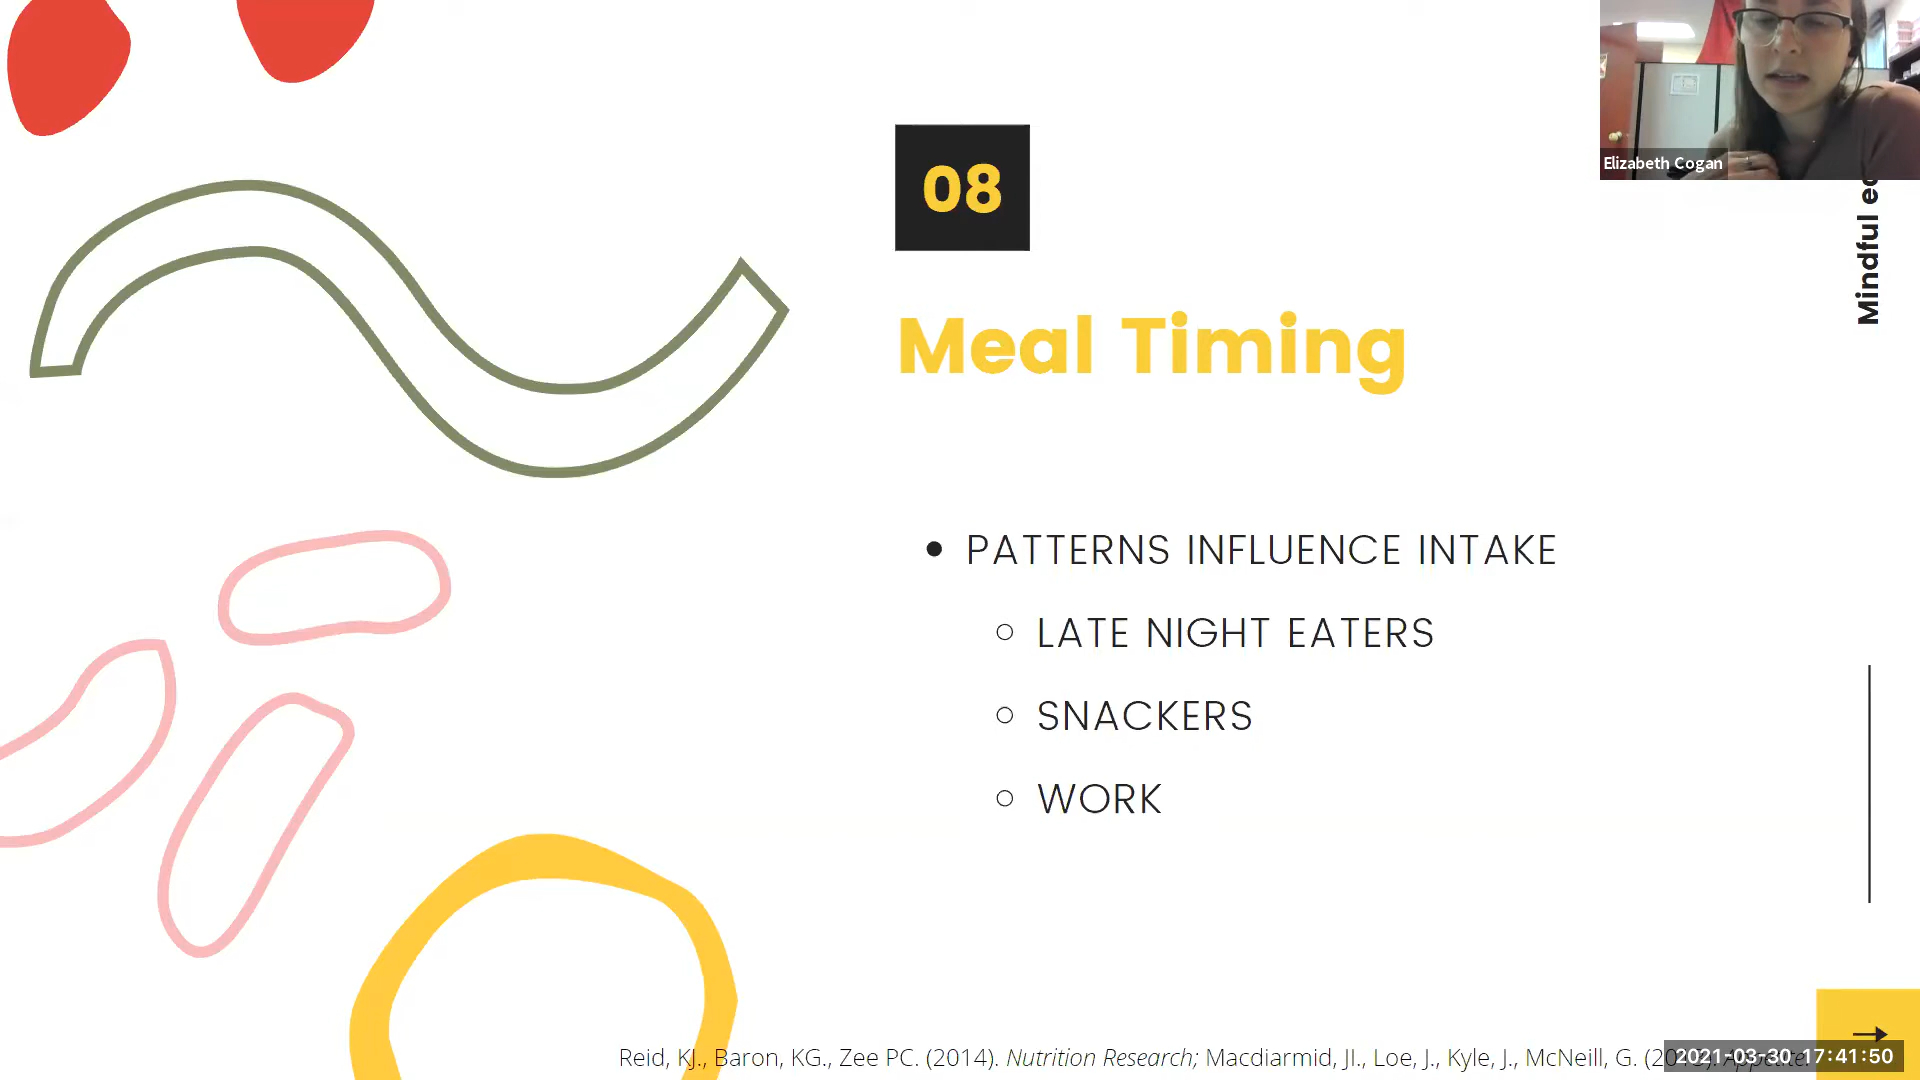 08
Elizabeth Cogan
Mindful
Meal Timing
PATTERNS INFLUENCE INTAKE
LATE NIGHT EATERS
SNACKERS
WORK
Reid, KJ., Baron, KG., Zee PC. (2014). Nutrition Research; Macdiarmid, JI., Loe, J., Kyle, J., McNeill, G.
2021-03-30 17:41:50